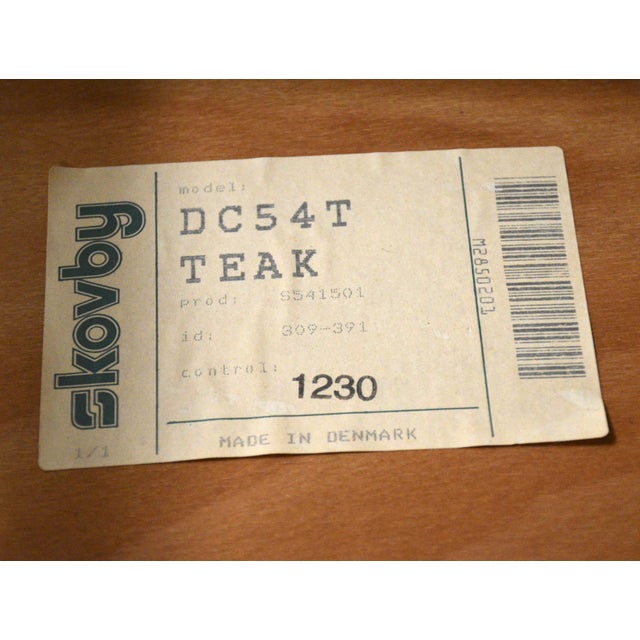 skovby
model:
DC54T
TEAK
prod: S541501
id: 309-391
control: 1230
MADE IN DENMARK
1/1
M2850201